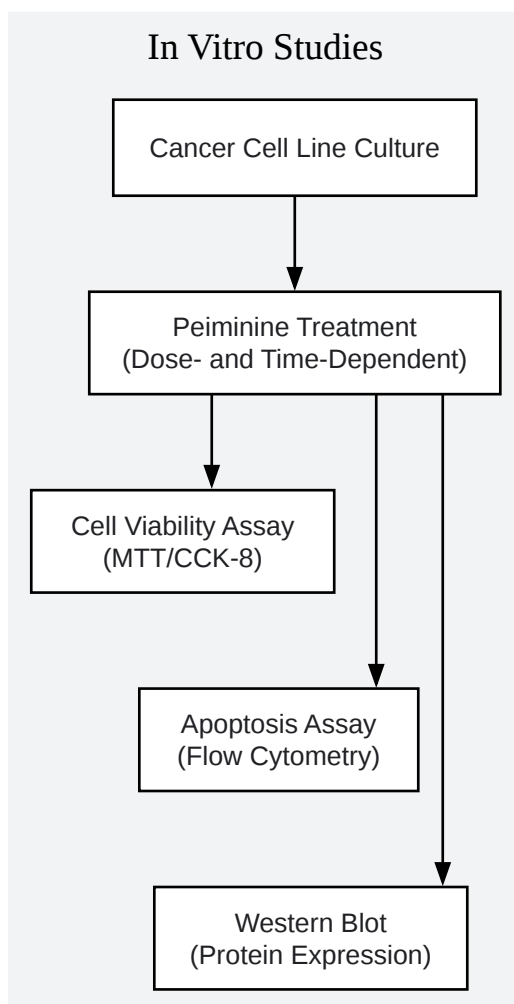 In Vitro Studies
Cancer Cell Line Culture
Peiminine Treatment
(Dose- and Time-Dependent)
Cell Viability Assay
(MTT/CCK-8)
Apoptosis Assay
(Flow Cytometry)
Western Blot
(Protein Expression)